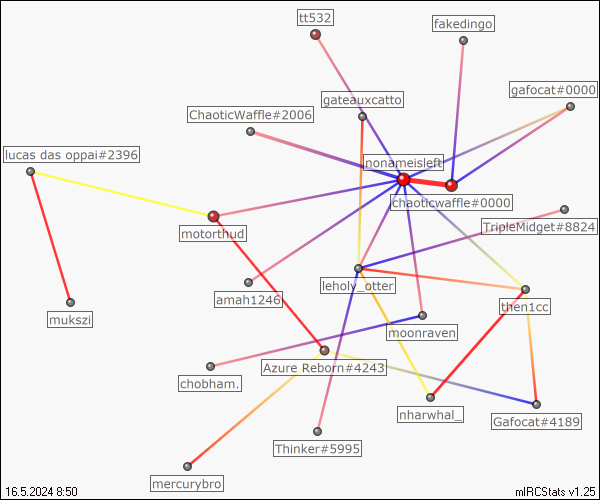 tt532
fakedingo
gafocat#0000
gateauxcatto
ChaoticWaffle#2006
lucas das oppai#2396
nonameisleft
chaoticwaffle#0000
TripleMidget#8824
motorthud
leholy_otter
amah1246
then1cc
mukszi
moonraven
Azure Reborn#4243
chobham.
nharwhal_
Gafocat#4189
Thinker#5995
mercurybro
16.5.2024 8:50
mIRCStats v1.25